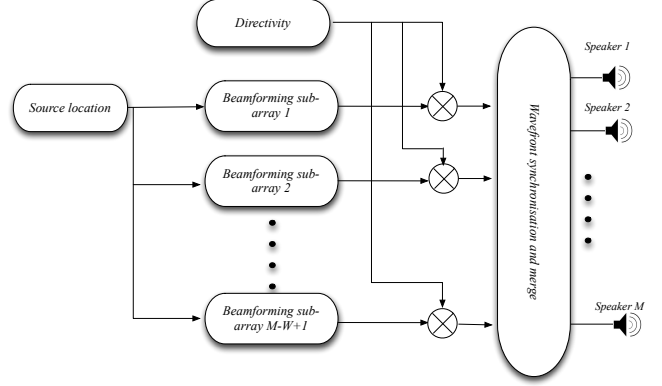 Directivity
Source location
Beamforming sub-
array 1
Beamforming sub-
array 2
Beamforming sub-
array M-W+1
Wavefront synchronisation and merge
Speaker 1
Speaker 2
Speaker M